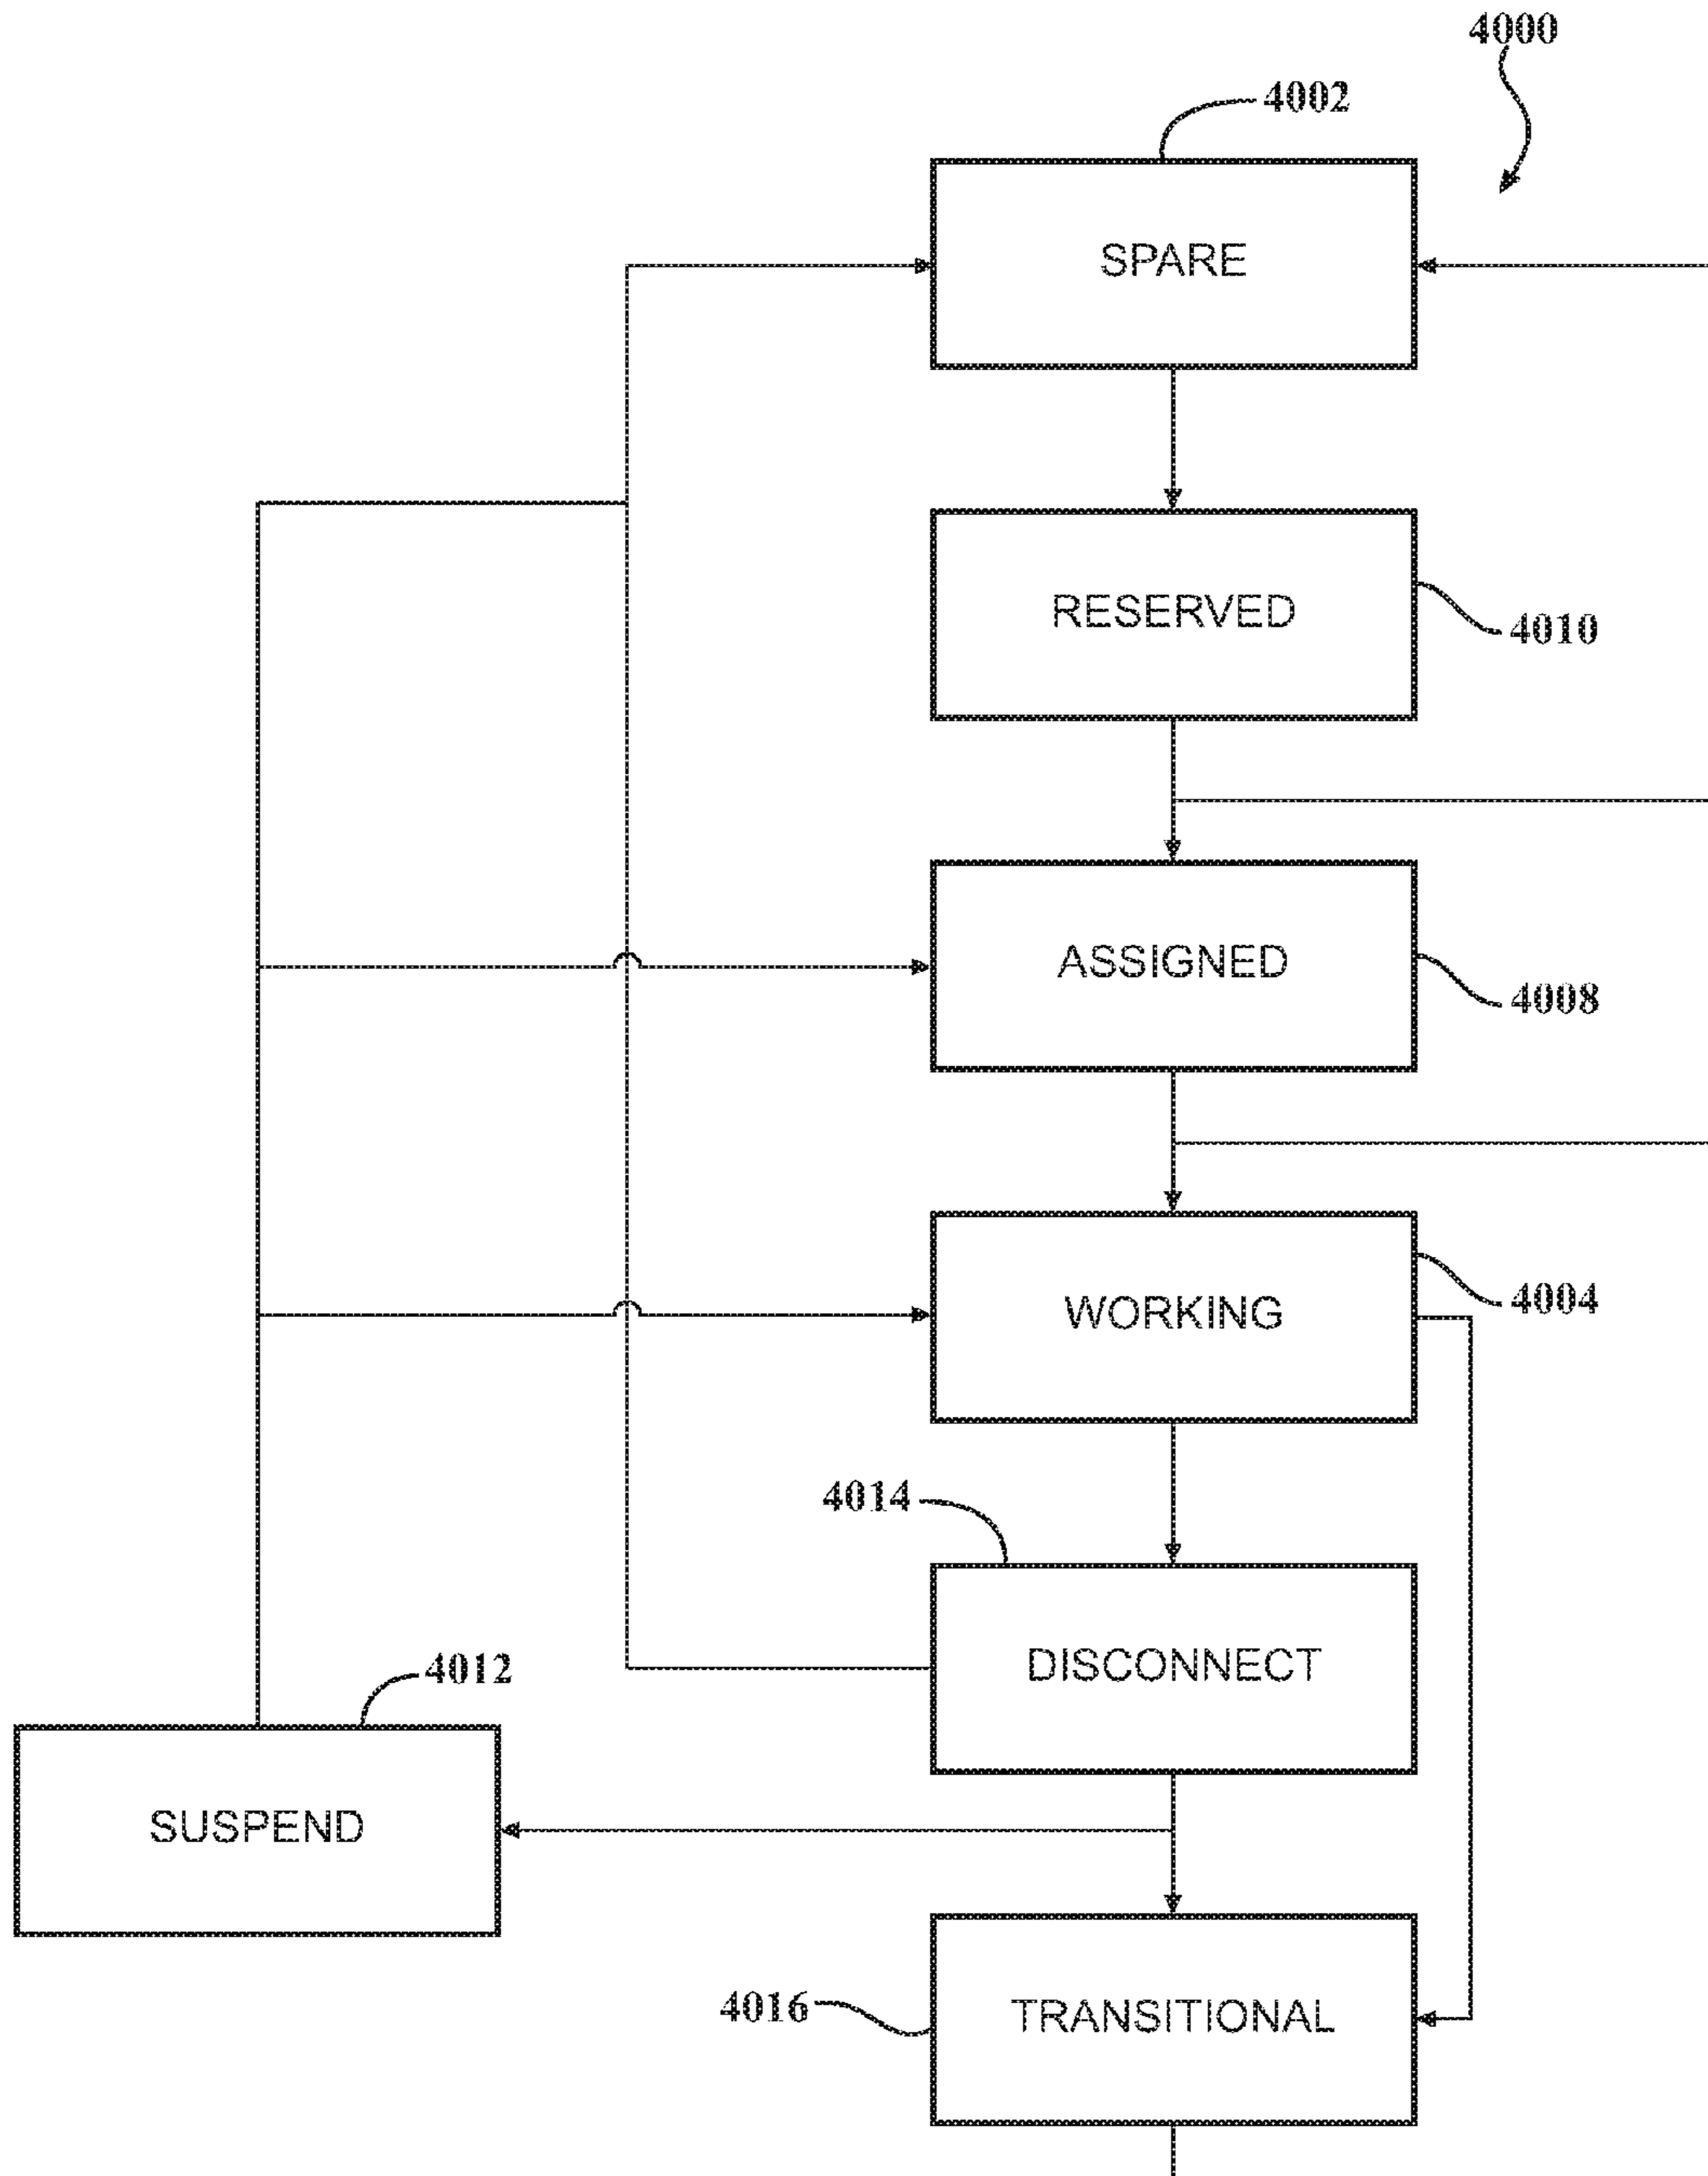 4000
4002
SPARE
RESERVED
4010
ASSIGNED
4008
WORKING
4004
4014
DISCONNECT
4012
SUSPEND
TRANSITIONAL
4016